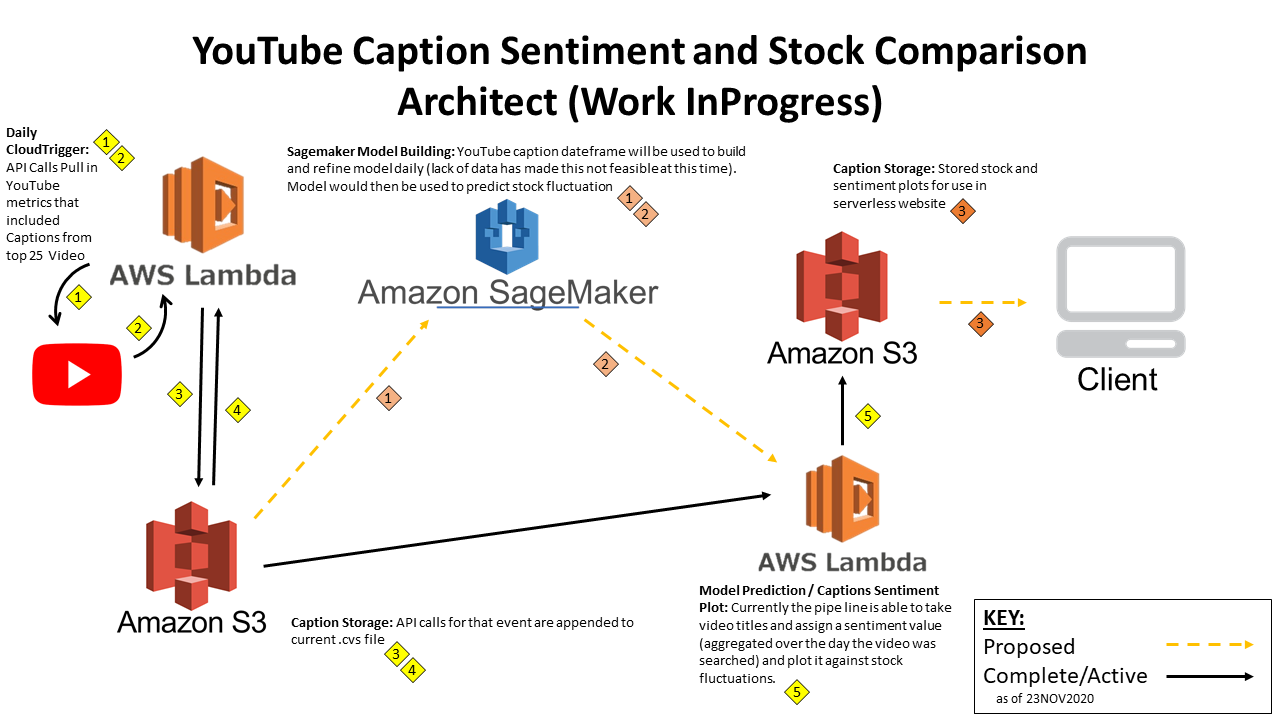 YouTube Caption Sentiment and Stock Comparison
Architect (Work InProgress)
Daily
CloudTrigger:
API Calls Pull in
YouTube
metrics that
included
Captions from
top 25 Video
1
2
AWS Lambda
1
2
3
4
Sagemaker Model Building: YouTube caption dateframe will be used to build
and refine model daily (lack of data has made this not feasible at this time).
Model would then be used to predict stock fluctuation
1
2
Amazon SageMaker
1
2
Caption Storage: Stored stock and
sentiment plots for use in
serverless website
3
Amazon S3
3
Client
5
AWS Lambda
Model Prediction / Captions Sentiment
Plot: Currently the pipe line is able to take
video titles and assign a sentiment value
(aggregated over the day the video was
searched) and plot it against stock
fluctuations.
5
Amazon S3
Caption Storage: API calls for that event are appended to
current .cvs file
3
4
KEY:
Proposed
Complete/Active
as of 23NOV2020